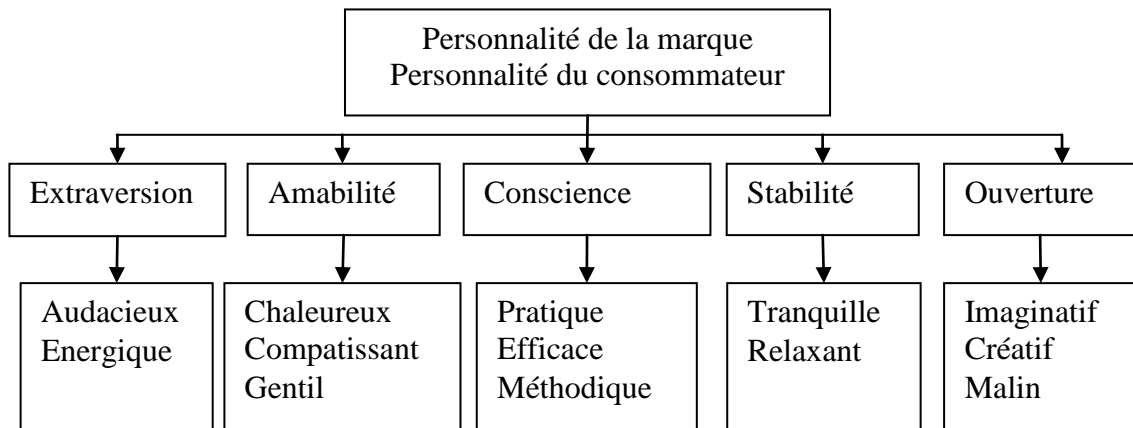 Personnalité de la marque
Personnalité du consommateur
Extraversion
Amabilité
Conscience
Stabilité
Ouverture
Audacieux
Energique
Chaleureux
Compatissant
Gentil
Pratique
Efficace
Méthodique
Tranquille
Relaxant
Imaginatif
Créatif
Malin